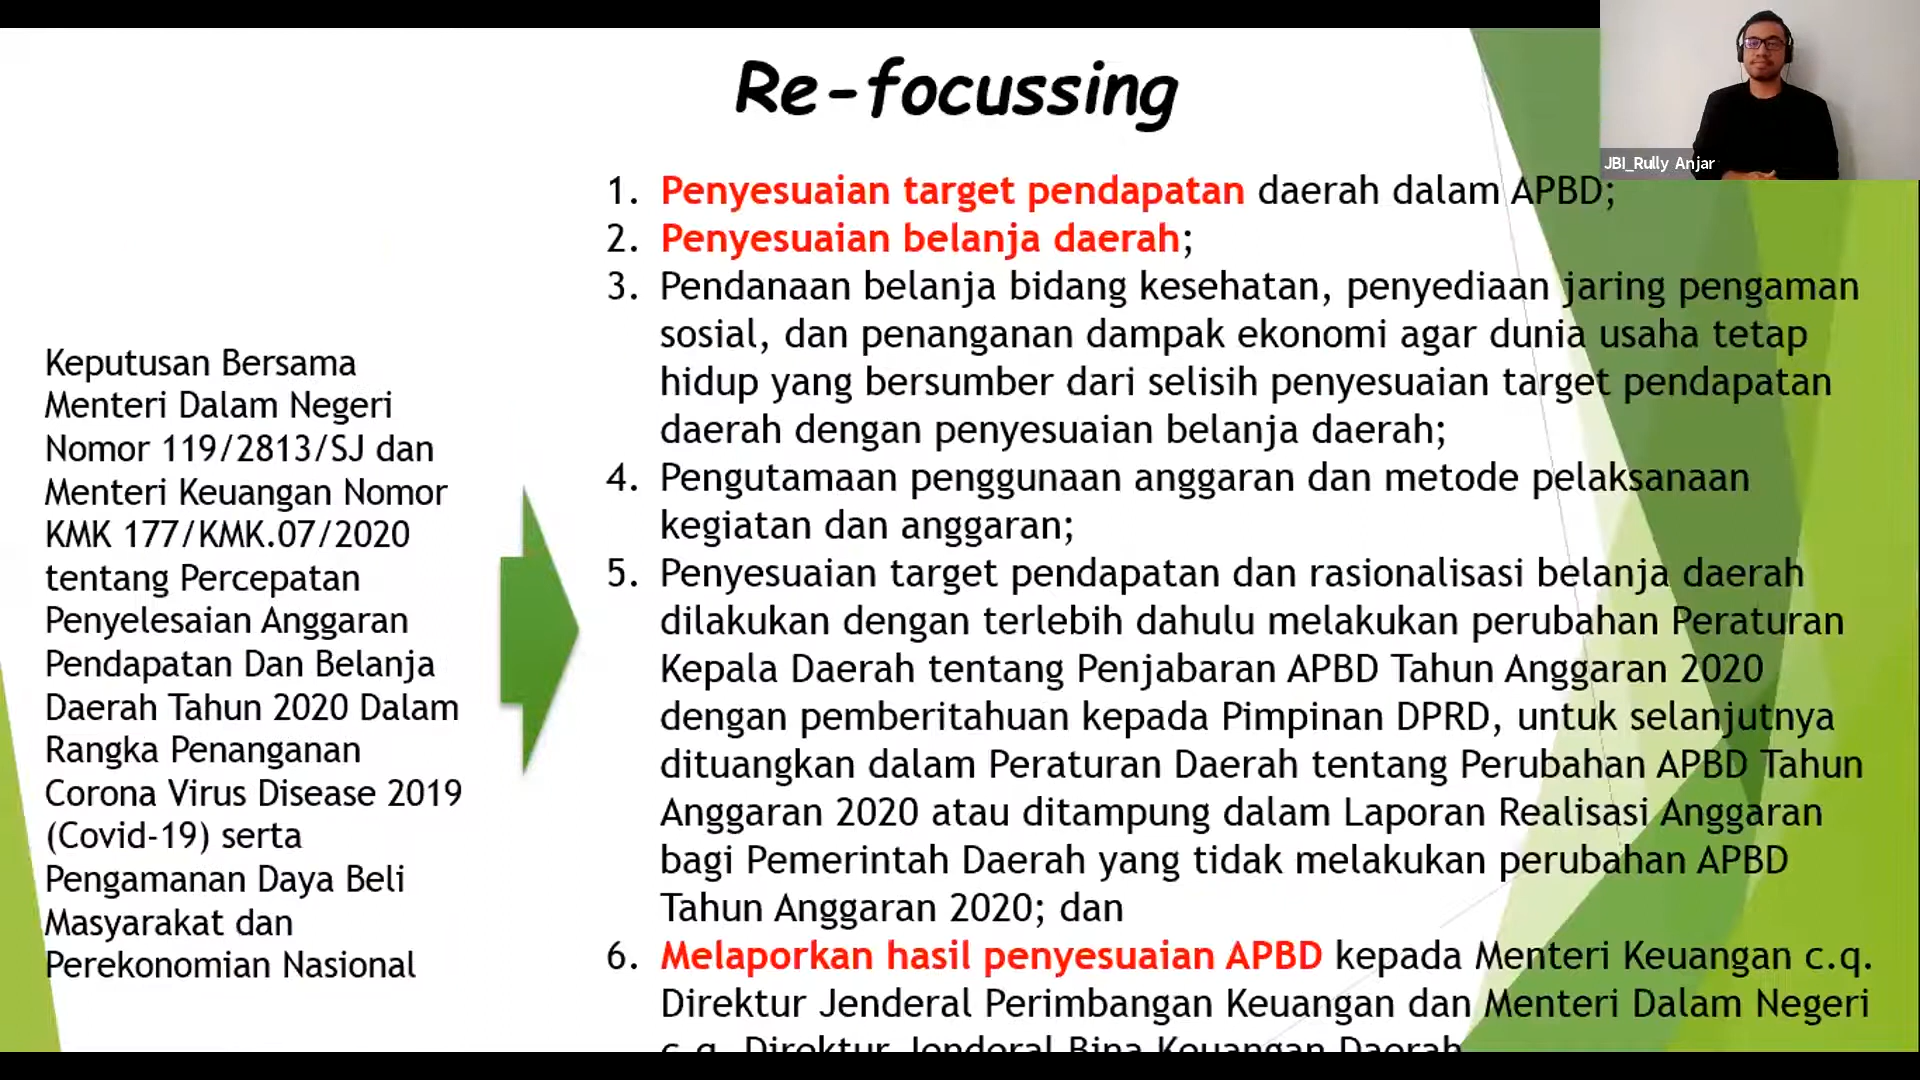 Re-focussing
JBI_Rully Anjar
Keputusan Bersama
Menteri Dalam Negeri
Nomor 119/2813/SJ dan
Menteri Keuangan Nomor
KMK 177/KMK.07/2020
tentang Percepatan
Penyelesaian Anggaran
Pendapatan Dan Belanja
Daerah Tahun 2020 Dalam
Rangka Penanganan
Corona Virus Disease 2019
(Covid-19) serta
Pengamanan Daya Beli
Masyarakat dan
Perekonomian Nasional
1. Penyesuaian target pendapatan daerah dalam APBD;
2. Penyesuaian belanja daerah;
3. Pendanaan belanja bidang kesehatan, penyediaan jaring pengaman
sosial, dan penanganan dampak ekonomi agar dunia usaha tetap
hidup yang bersumber dari selisih penyesuaian target pendapatan
daerah dengan penyesuaian belanja daerah;
4. Pengutamaan penggunaan anggaran dan metode pelaksanaan
kegiatan dan anggaran;
5. Penyesuaian target pendapatan dan rasionalisasi belanja daerah
dilakukan dengan terlebih dahulu melakukan perubahan Peraturan
Kepala Daerah tentang Penjabaran APBD Tahun Anggaran 2020
dengan pemberitahuan kepada Pimpinan DPRD, untuk selanjutnya
dituangkan dalam Peraturan Daerah tentang Perubahan APBD Tahun
Anggaran 2020 atau ditampung dalam Laporan Realisasi Anggaran
bagi Pemerintah Daerah yang tidak melakukan perubahan APBD
Tahun Anggaran 2020; dan
6. Melaporkan hasil penyesuaian APBD kepada Menteri Keuangan c.q.
Direktur Jenderal Perimbangan Keuangan dan Menteri Dalam Negeri
c.q. Direktur Jenderal Bina Keuangan Daerah